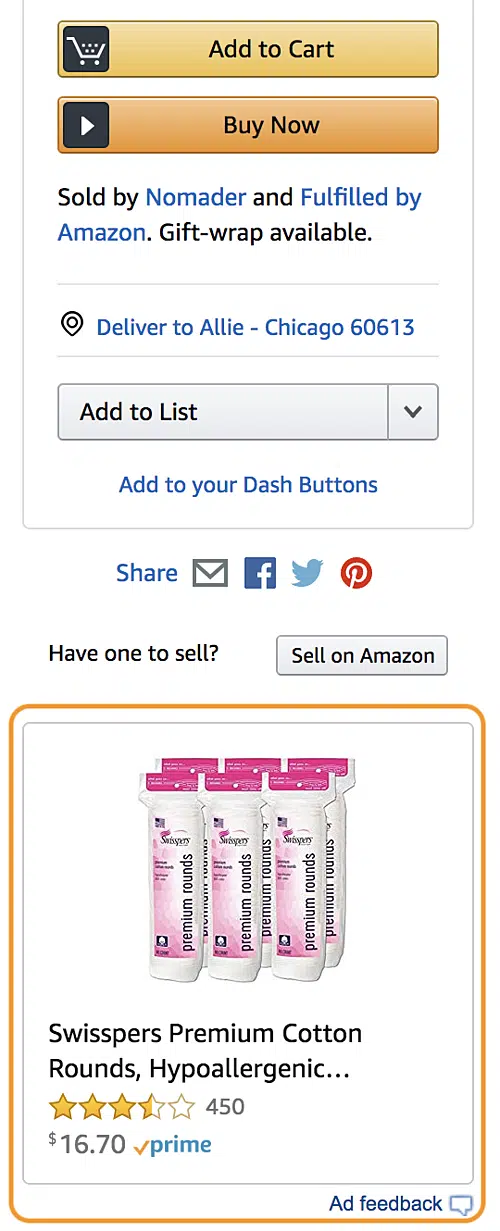 Add to Cart
Buy Now
Sold by Nomader and Fulfilled by
Amazon. Gift-wrap available.
Deliver to Allie - Chicago 60613
Add to List
Add to your Dash Buttons
Share
Have one to sell?
Sell on Amazon
Swisspers
Swisspers
Swisspers
premium rounds
premium rounds
premium rounds
Swisspers Premium Cotton
Rounds, Hypoallergenic...
450
$16.70 prime
Ad feedback